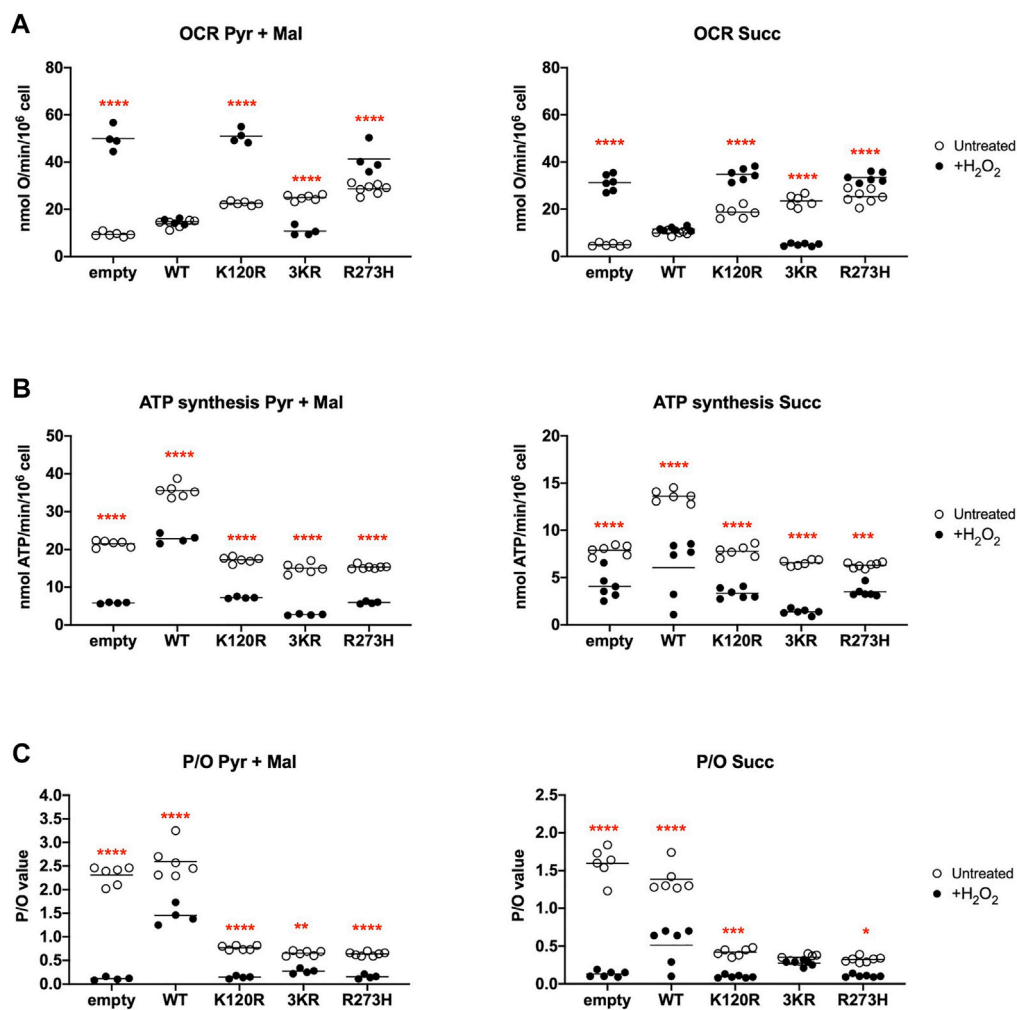 A
OCR Pyr + Mal
nmol O/min/10⁶ cell
80
60
40
20
0
**** **** **** ****
empty WT K120R 3KR R273H
OCR Succ
nmol O/min/10⁶ cell
80
60
40
20
0
**** **** **** ****
empty WT K120R 3KR R273H
Untreated
+H₂O₂
B
ATP synthesis Pyr + Mal
nmol ATP/min/10⁶ cell
50
40
30
20
10
0
**** **** **** **** ****
empty WT K120R 3KR R273H
ATP synthesis Succ
nmol ATP/min/10⁶ cell
20
15
10
5
0
**** **** **** **** ***
empty WT K120R 3KR R273H
Untreated
+H₂O₂
C
P/O Pyr + Mal
P/O value
4.0
3.5
3.0
2.5
2.0
1.5
1.0
0.5
0.0
**** **** **** ** ****
empty WT K120R 3KR R273H
P/O Succ
P/O value
2.5
2.0
1.5
1.0
0.5
0.0
**** **** *** *
empty WT K120R 3KR R273H
Untreated
+H₂O₂